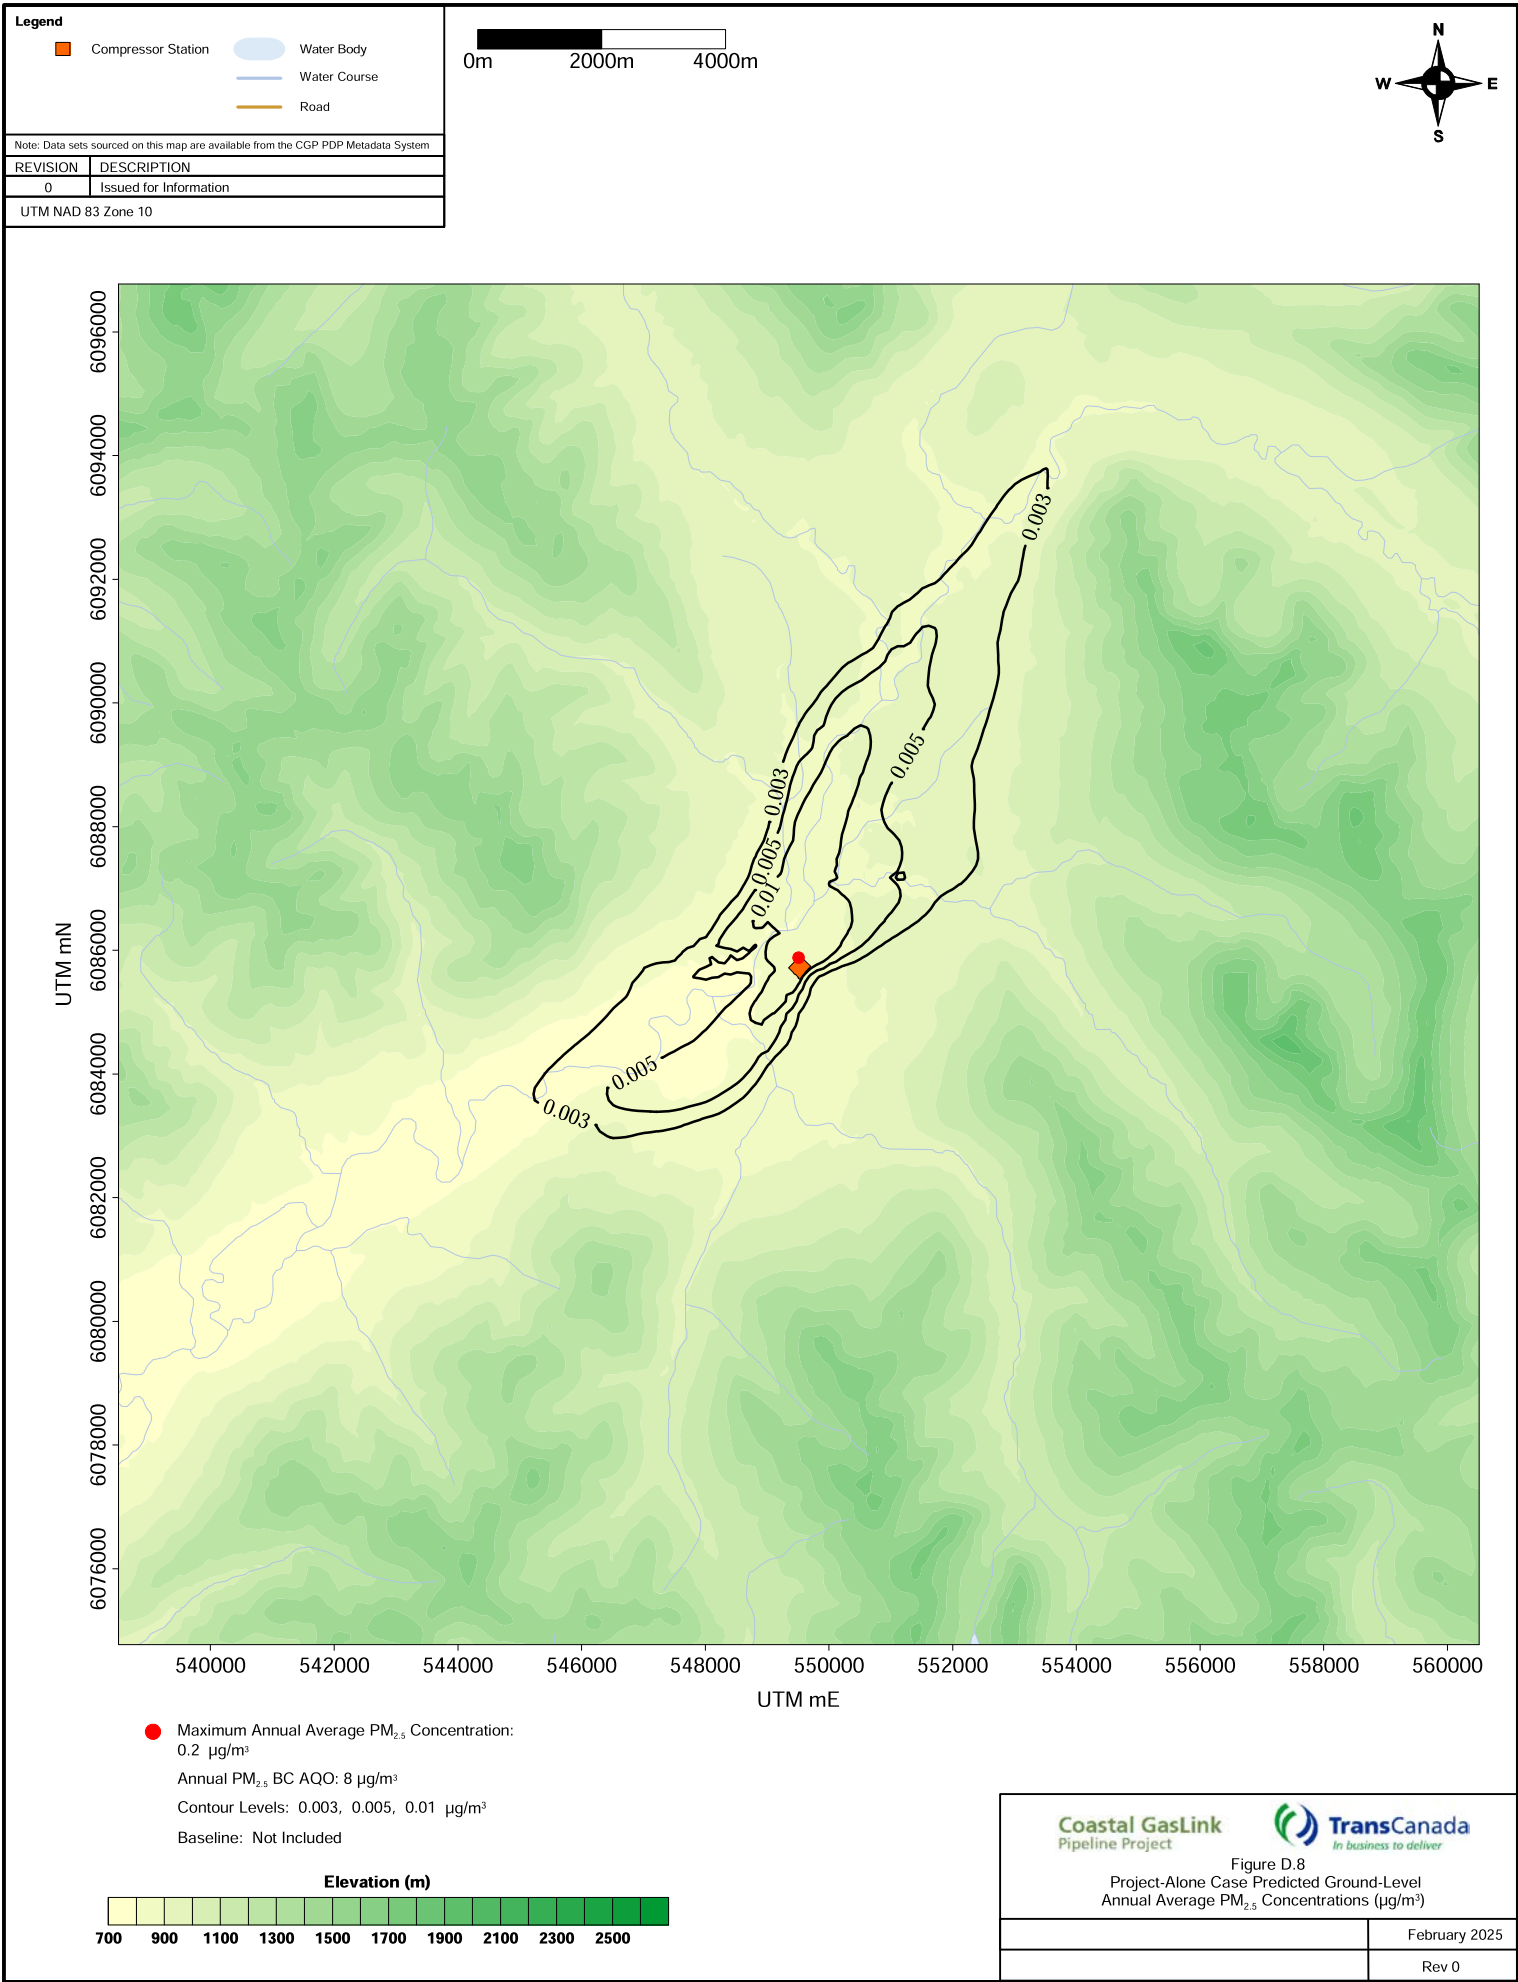 Legend
Compressor Station
Water Body
Water Course
Road
Note: Data sets sourced on this map are available from the CGP PDP Metadata System
REVISION DESCRIPTION
0 Issued for Information
UTM NAD 83 Zone 10
0m 2000m 4000m
N
W E
S
6096000
6094000
6092000
6090000
6088000
6086000
6084000
6082000
6080000
6078000
6076000
UTM mN
0.003
0.005
0.003
0.005
0.01
0.005
0.003
540000 542000 544000 546000 548000 550000 552000 554000 556000 558000 560000
UTM mE
Maximum Annual Average PM2.5 Concentration:
0.2 µg/m³
Annual PM2.5 BC AQO: 8 µg/m³
Contour Levels: 0.003, 0.005, 0.01 µg/m³
Baseline: Not Included
Elevation (m)
700 900 1100 1300 1500 1700 1900 2100 2300 2500
Coastal GasLink
Pipeline Project
TransCanada
In business to deliver
Figure D.8
Project-Alone Case Predicted Ground-Level
Annual Average PM2.5 Concentrations (µg/m³)
February 2025
Rev 0